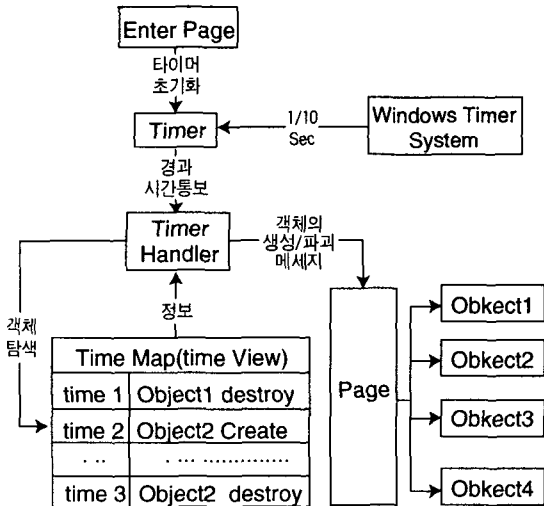 Enter Page
타이머
초기화
Timer
1/10
Sec
Windows Timer
System
경과
시간통보
Timer
Handler
객체의
생성/파괴
메세지
객체
탐색
정보
Time Map(time View)
time 1 Object1 destroy
time 2 Object2 Create
. .. . ... ..............
time 3 Object2 destroy
Page
Obkect1
Obkect2
Obkect3
Obkect4